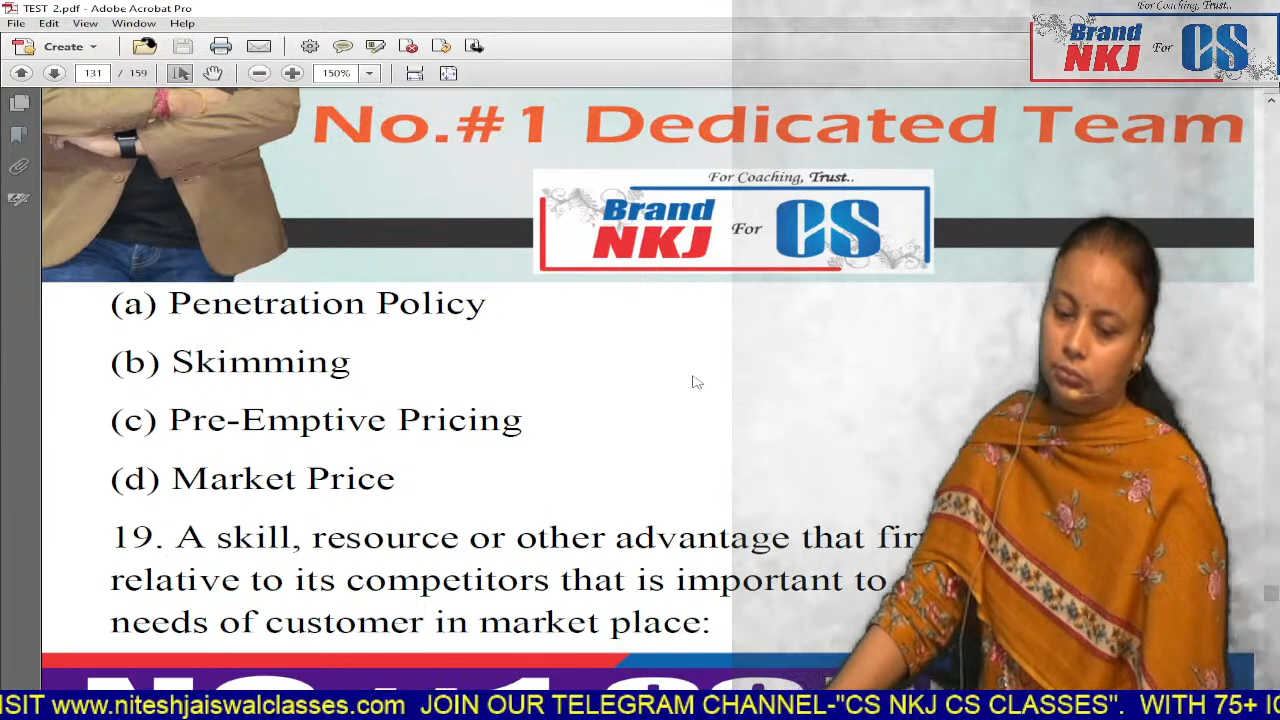 TEST 2.pdf - Adobe Acrobat Pro
File Edit View Window Help
Create
131 / 159 150%
For Coaching, Trust..
Brand NKJ For CS
No.#1 Dedicated Team
For Coaching, Trust..
Brand NKJ For CS
(a) Penetration Policy
(b) Skimming
(c) Pre-Emptive Pricing
(d) Market Price
19. A skill, resource or other advantage that
relative to its competitors that is important to
needs of customer in market place:
VISIT www.niteshjaiswalclasses.com JOIN OUR TELEGRAM CHANNEL-"CS NKJ CS CLASSES". WITH 75+